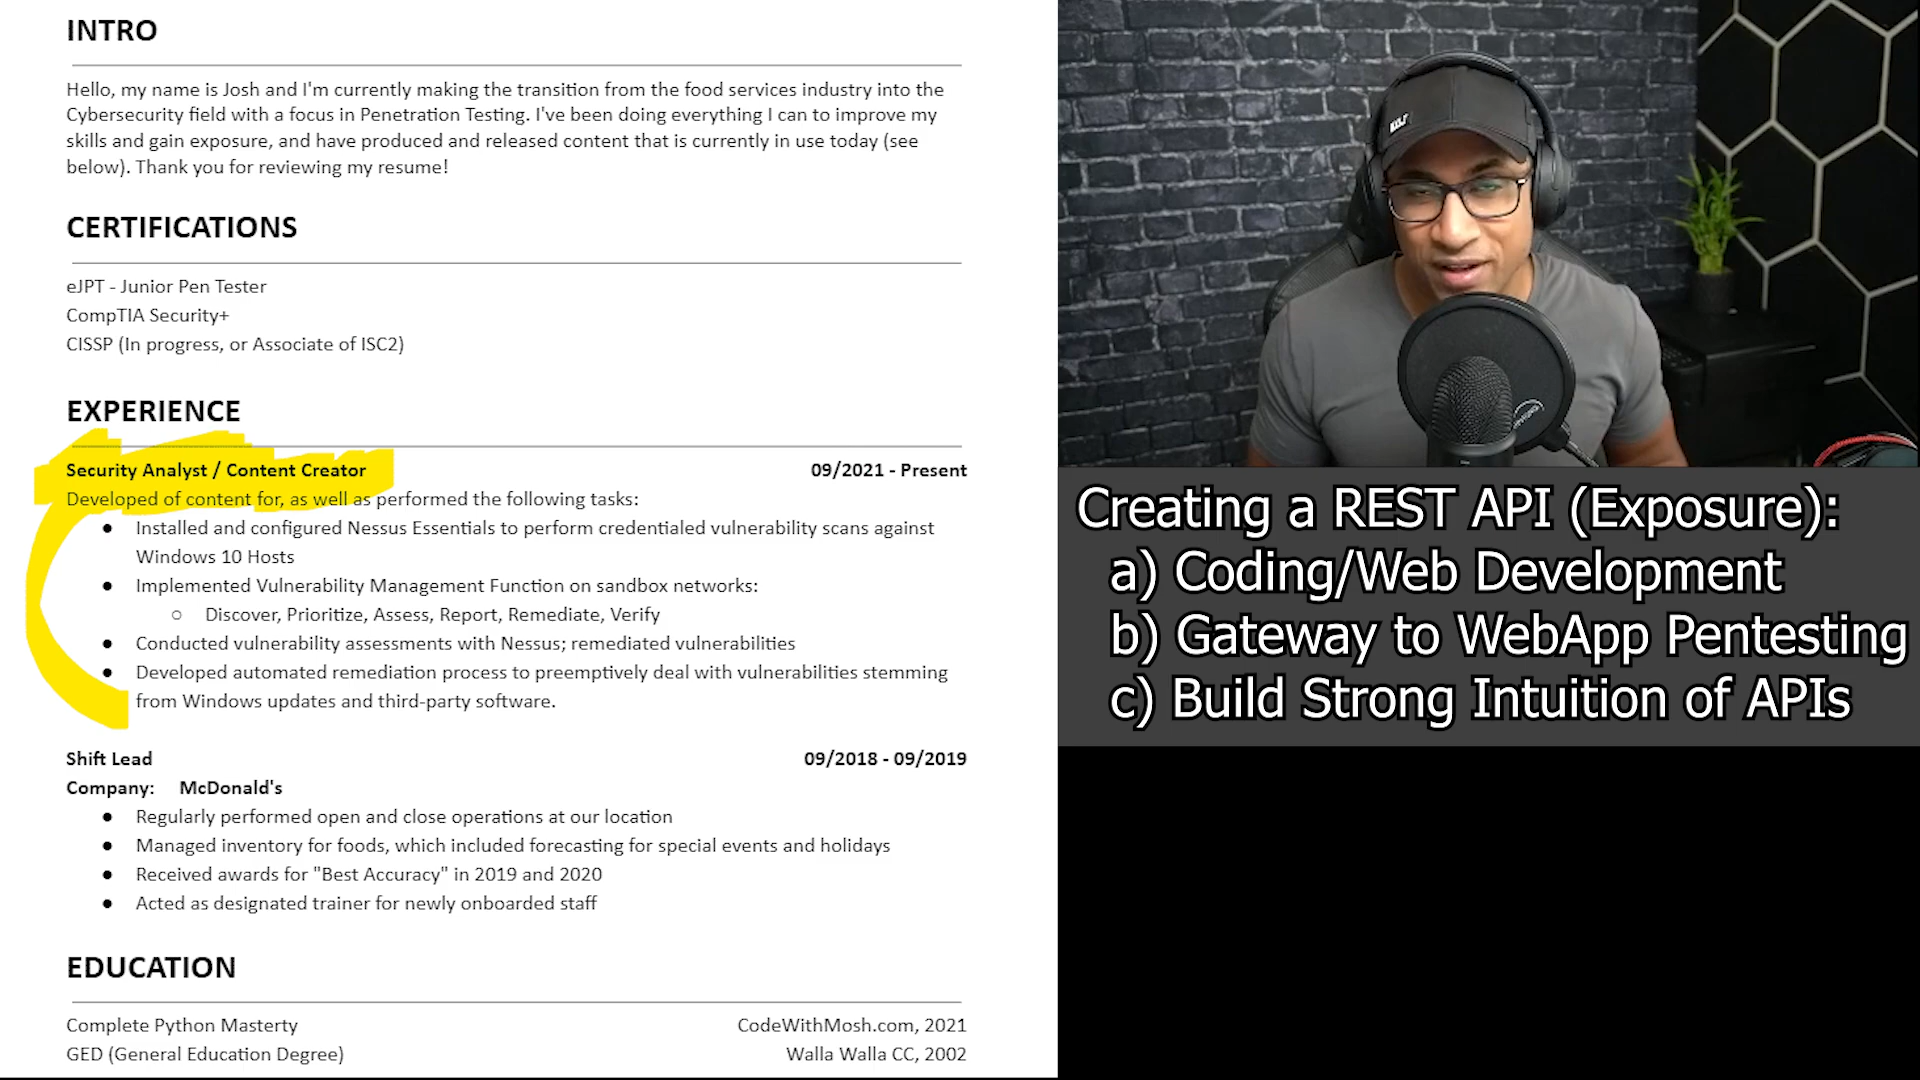 INTRO
Hello, my name is Josh and I'm currently making the transition from the food services industry into the
Cybersecurity field with a focus in Penetration Testing. I've been doing everything I can to improve my
skills and gain exposure, and have produced and released content that is currently in use today (see
below). Thank you for reviewing my resume!
CERTIFICATIONS
eJPT - Junior Pen Tester
CompTIA Security+
CISSP (In progress, or Associate of ISC2)
EXPERIENCE
Security Analyst / Content Creator 09/2021 - Present
Developed of content for, as well as performed the following tasks:
● Installed and configured Nessus Essentials to perform credentialed vulnerability scans against
Windows 10 Hosts
● Implemented Vulnerability Management Function on sandbox networks:
○ Discover, Prioritize, Assess, Report, Remediate, Verify
● Conducted vulnerability assessments with Nessus; remediated vulnerabilities
● Developed automated remediation process to preemptively deal with vulnerabilities stemming
from Windows updates and third-party software.
Shift Lead 09/2018 - 09/2019
Company: McDonald's
● Regularly performed open and close operations at our location
● Managed inventory for foods, which included forecasting for special events and holidays
● Received awards for "Best Accuracy" in 2019 and 2020
● Acted as designated trainer for newly onboarded staff
EDUCATION
Complete Python Masterty CodeWithMosh.com, 2021
GED (General Education Degree) Walla Walla CC, 2002
Creating a REST API (Exposure):
a) Coding/Web Development
b) Gateway to WebApp Pentesting
c) Build Strong Intuition of APIs